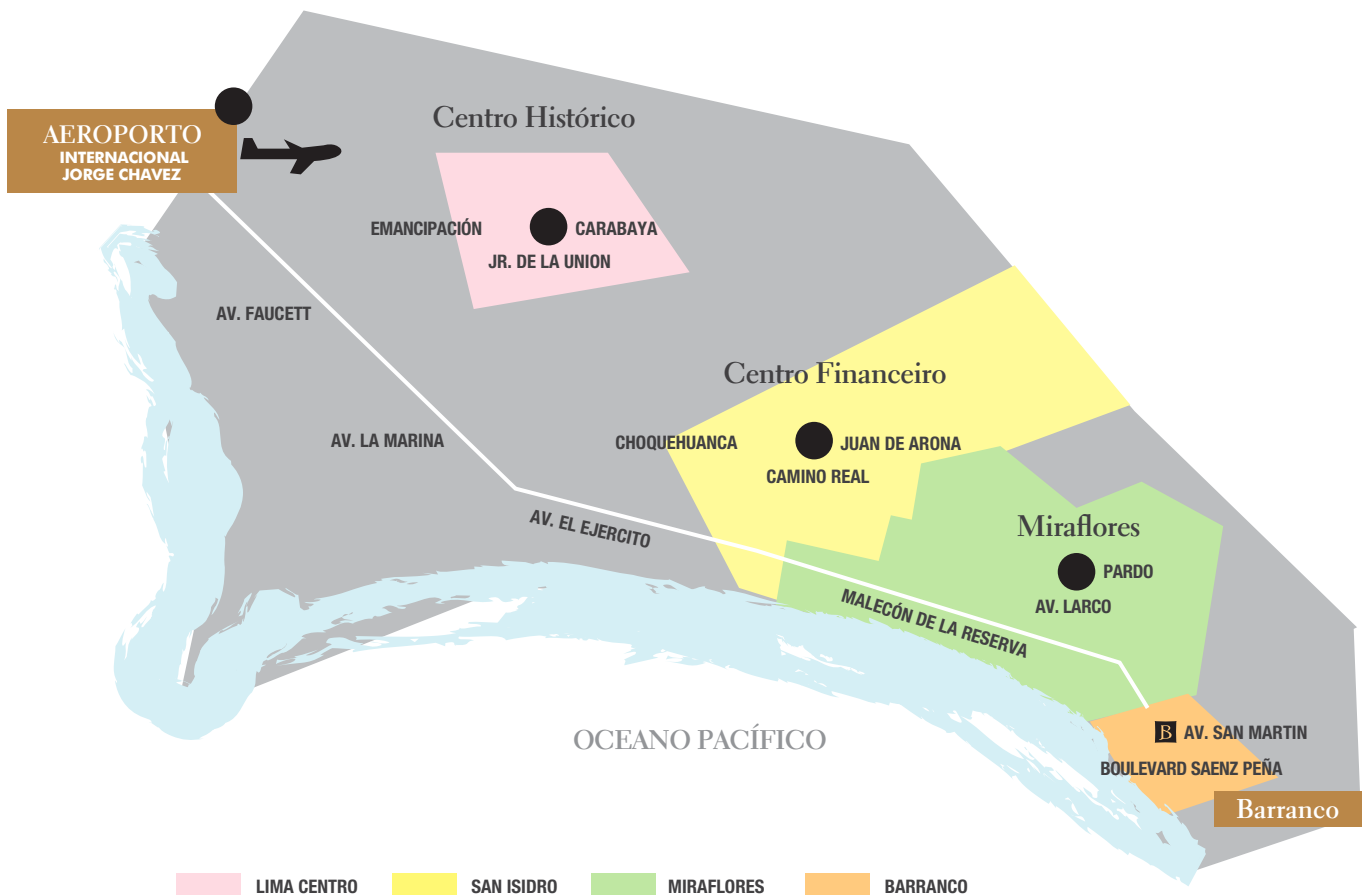 AEROPORTO
INTERNACIONAL
JORGE CHAVEZ
Centro Histórico
EMANCIPACIÓN
CARABAYA
JR. DE LA UNION
AV. FAUCETT
Centro Financeiro
AV. LA MARINA
CHOQUEHUANCA
JUAN DE ARONA
CAMINO REAL
AV. EL EJERCITO
Miraflores
PARDO
AV. LARCO
MALECÓN DE LA RESERVA
OCEANO PACÍFICO
B AV. SAN MARTIN
BOULEVARD SAENZ PEÑA
Barranco
LIMA CENTRO
SAN ISIDRO
MIRAFLORES
BARRANCO